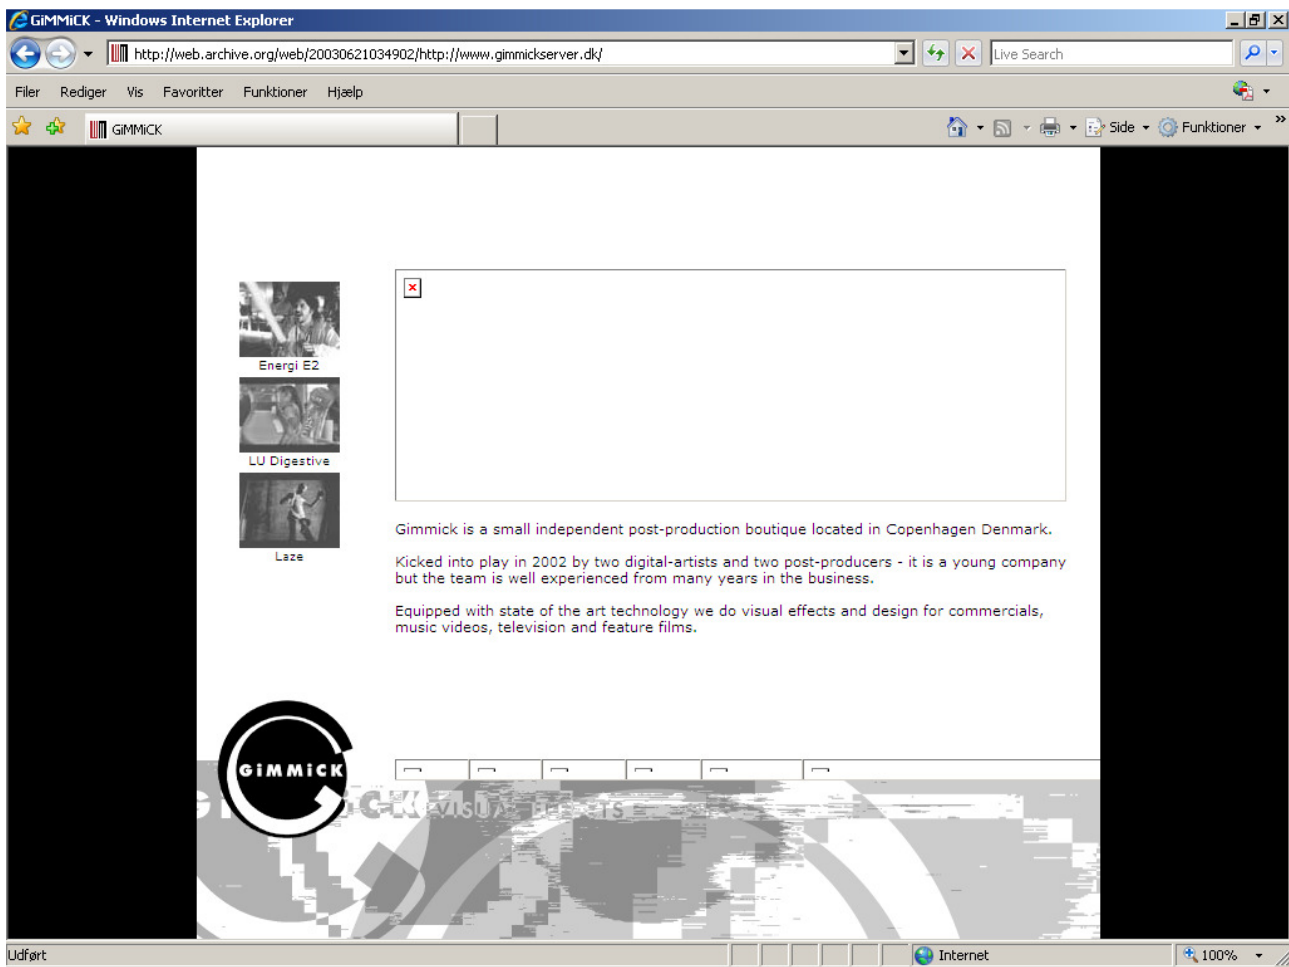 GiMMiCK - Windows Internet Explorer
http://web.archive.org/web/20030621034902/http://www.gimmickserver.dk/
Live Search
Filer Rediger Vis Favoritter Funktioner Hjælp
GiMMiCK
Side Funktioner »
Energi E2
LU Digestive
Laze
Gimmick is a small independent post-production boutique located in Copenhagen Denmark.
Kicked into play in 2002 by two digital-artists and two post-producers - it is a young company
but the team is well experienced from many years in the business.
Equipped with state of the art technology we do visual effects and design for commercials,
music videos, television and feature films.
GiMMiCK
Udført Internet 100%